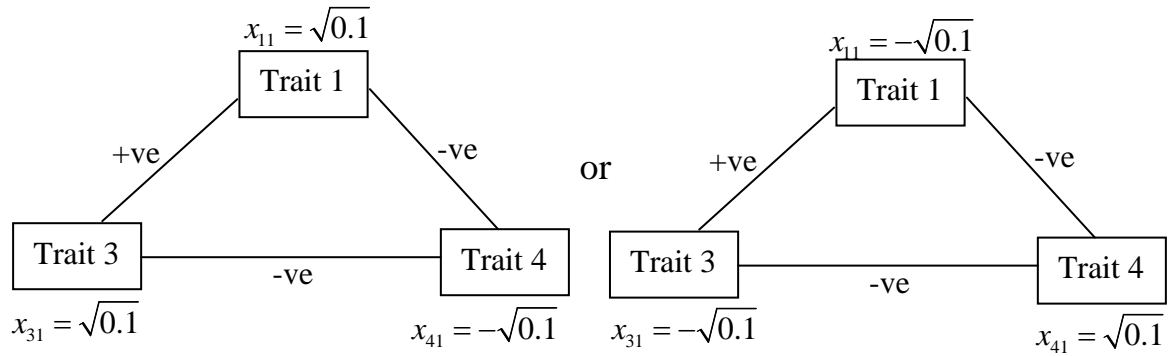 x₁₁ = √0.1
Trait 1
+ve
-ve
Trait 3
-ve
Trait 4
x₃₁ = √0.1
x₄₁ = −√0.1
or
x₁₁ = −√0.1
Trait 1
+ve
-ve
Trait 3
-ve
Trait 4
x₃₁ = −√0.1
x₄₁ = √0.1